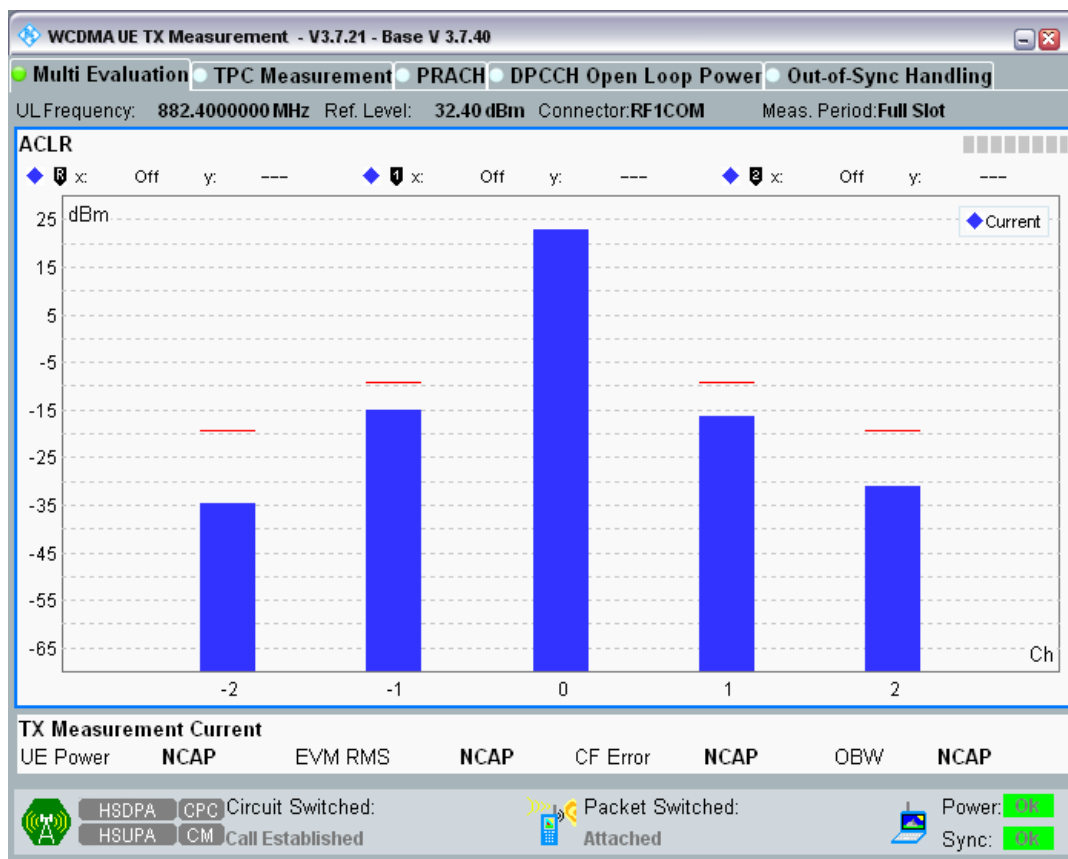 WCDMA UE TX Measurement - V3.7.21 - Base V 3.7.40
Multi Evaluation TPC Measurement PRACH DPCCH Open Loop Power Out-of-Sync Handling
UL Frequency: 882.4000000 MHz Ref. Level: 32.40 dBm Connector:RF1COM Meas. Period:Full Slot
ACLR
R x: Off y: --- 1 x: Off y: --- 2 x: Off y: ---
dBm
Current
25
15
5
-5
-15
-25
-35
-45
-55
-65
Ch
-2 -1 0 1 2
TX Measurement Current
UE Power NCAP EVM RMS NCAP CF Error NCAP OBW NCAP
HSDPA CPC Circuit Switched: Packet Switched: Power: OK
HSUPA CM Call Established Attached Sync: OK